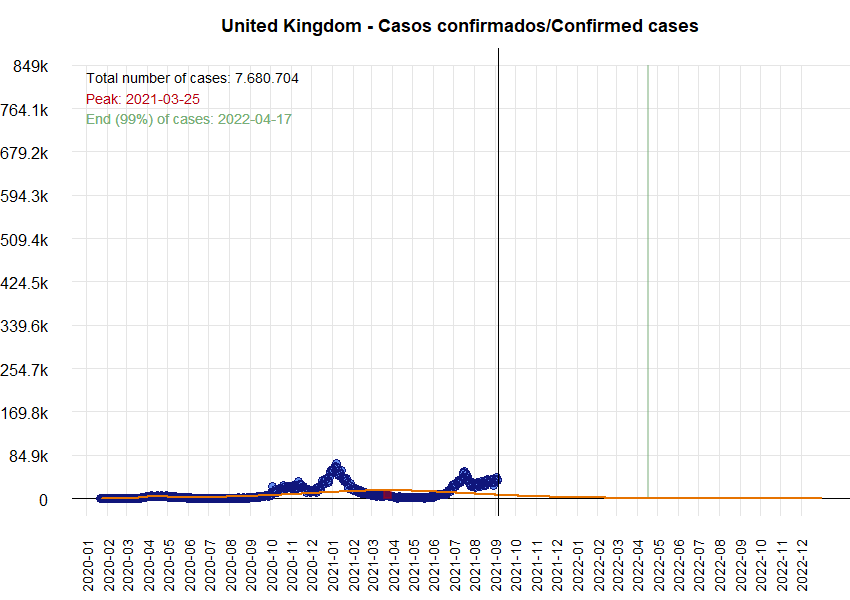 United Kingdom - Casos confirmados/Confirmed cases
849k
Total number of cases: 7.680.704
Peak: 2021-03-25
764.1k
End (99%) of cases: 2022-04-17
679.2k
594.3k
509.4k
424.5k
339.6k
254.7k
169.8k
84.9k
0
2020-01
2020-02
2020-03
2020-04
2020-05
2020-06
2020-07
2020-08
2020-09
2020-10
2020-11
2020-12
2021-01
2021-02
2021-03
2021-04
2021-05
2021-06
2021-07
2021-08
2021-09
2021-10
2021-11
2021-12
2022-01
2022-02
2022-03
2022-04
2022-05
2022-06
2022-07
2022-08
2022-09
2022-10
2022-11
2022-12